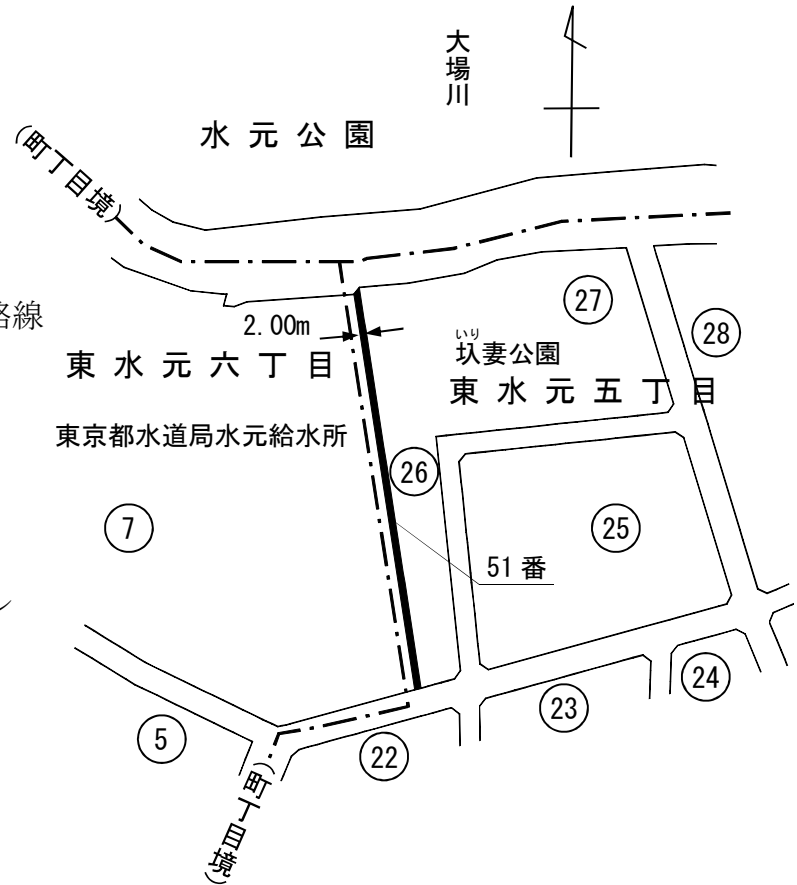 大場川
水元公園
(町丁目境)
路線
2.00m
27
28
いり
圦妻公園
東水元六丁目
東水元五丁目
東京都水道局水元給水所
26
7
25
51番
24
23
5
22
(町丁目境)